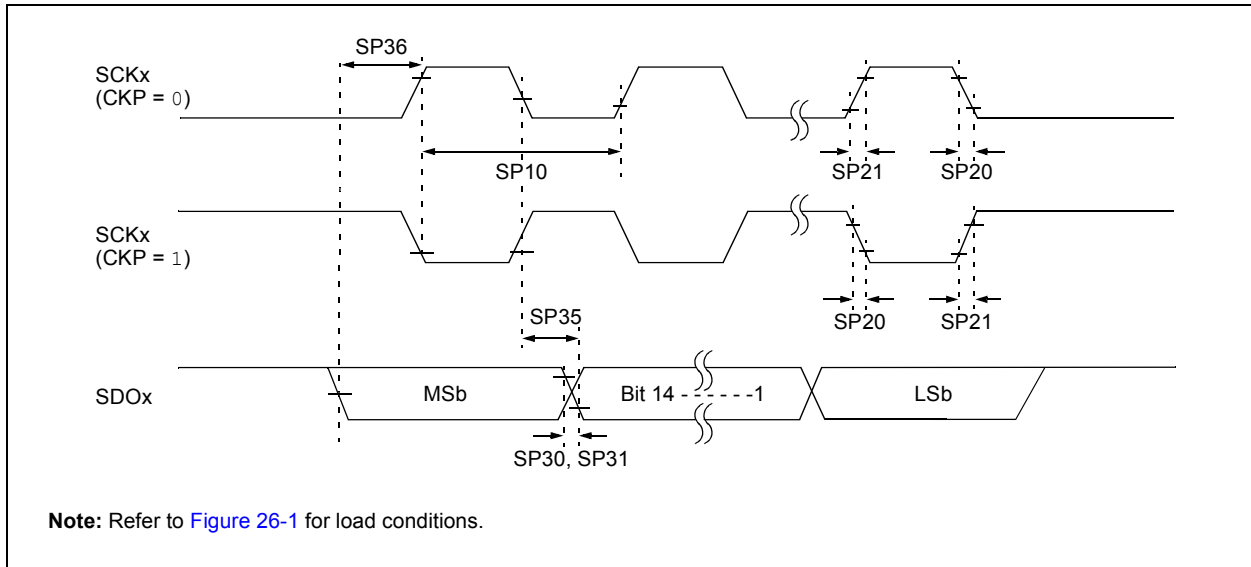 SP36
SCKx
(CKP = 0)
SP10
SP21
SP20
SCKx
(CKP = 1)
SP35
SP20
SP21
SDOx
MSb
Bit 14 - - - - - -1
LSb
SP30, SP31
Note: Refer to Figure 26-1 for load conditions.